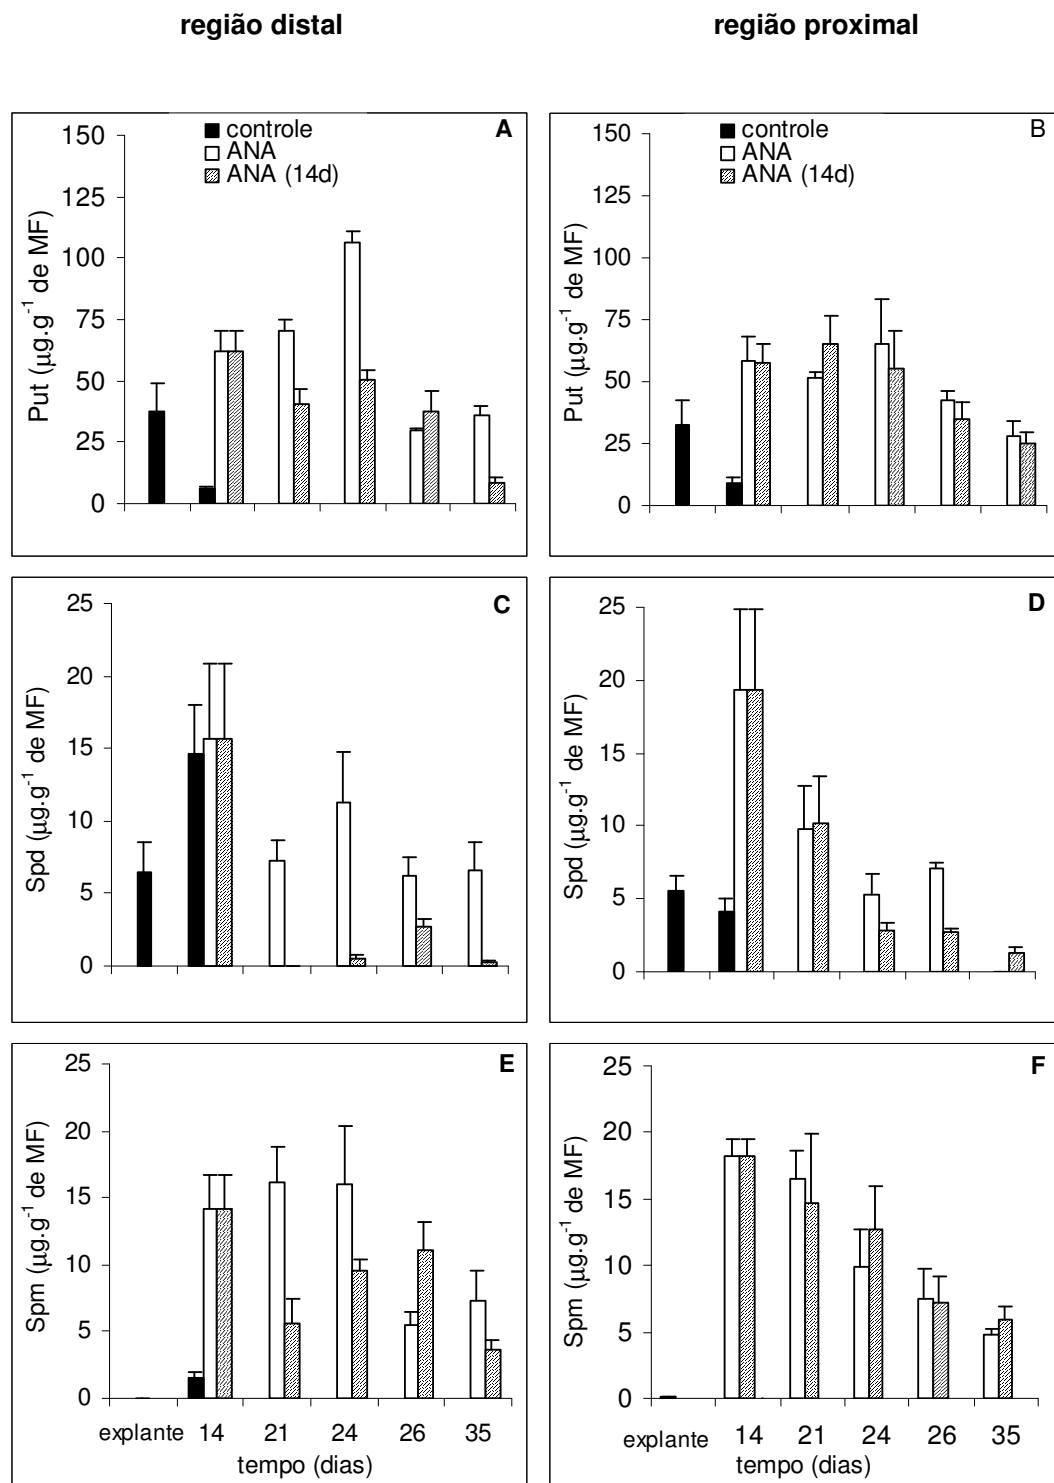 região distal
região proximal
A
controle
ANA
ANA (14d)
150
125
100
75
50
25
0
Put (µg.g⁻¹ de MF)
B
controle
ANA
ANA (14d)
150
125
100
75
50
25
0
Put (µg.g⁻¹ de MF)
C
25
20
15
10
5
0
Spd (µg.g⁻¹ de MF)
D
25
20
15
10
5
0
Spd (µg.g⁻¹ de MF)
E
25
20
15
10
5
0
Spm (µg.g⁻¹ de MF)
explante 14 21 24 26 35
tempo (dias)
F
25
20
15
10
5
0
Spm (µg.g⁻¹ de MF)
explante 14 21 24 26 35
tempo (dias)